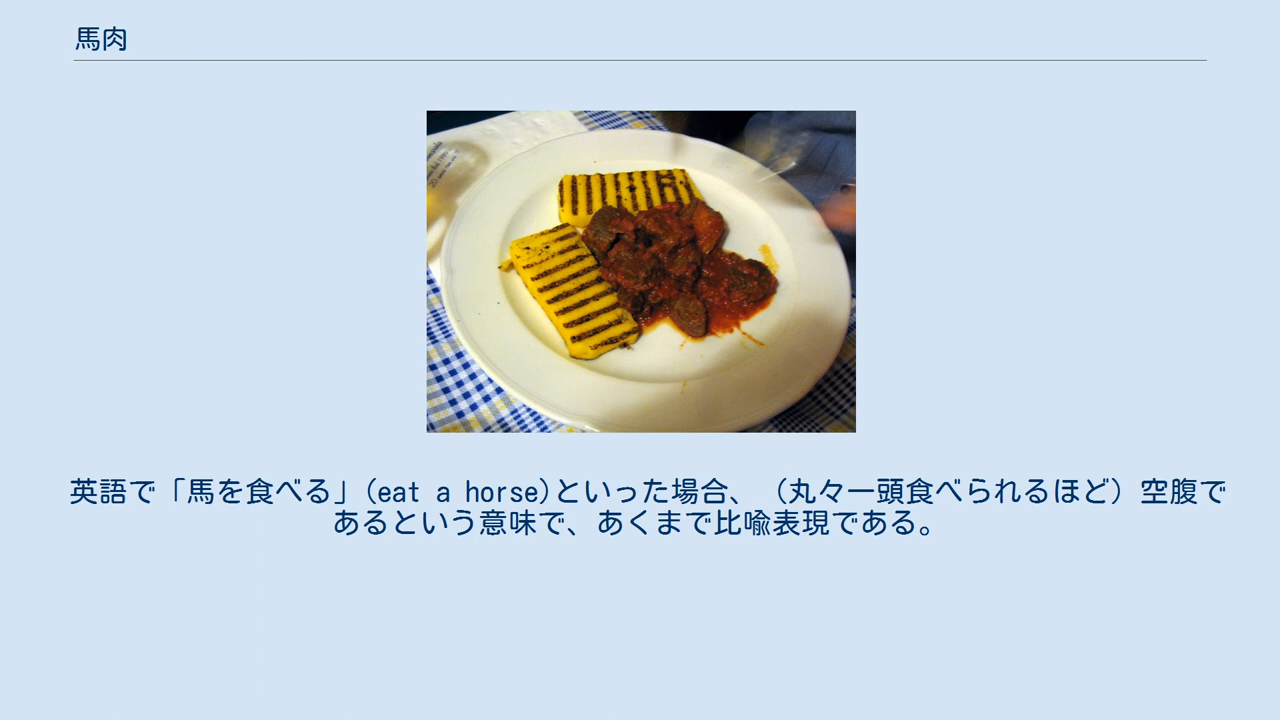 馬肉
英語で「馬を食べる」(eat a horse)といった場合、（丸々一頭食べられるほど）空腹で
あるという意味で、あくまで比喩表現である。